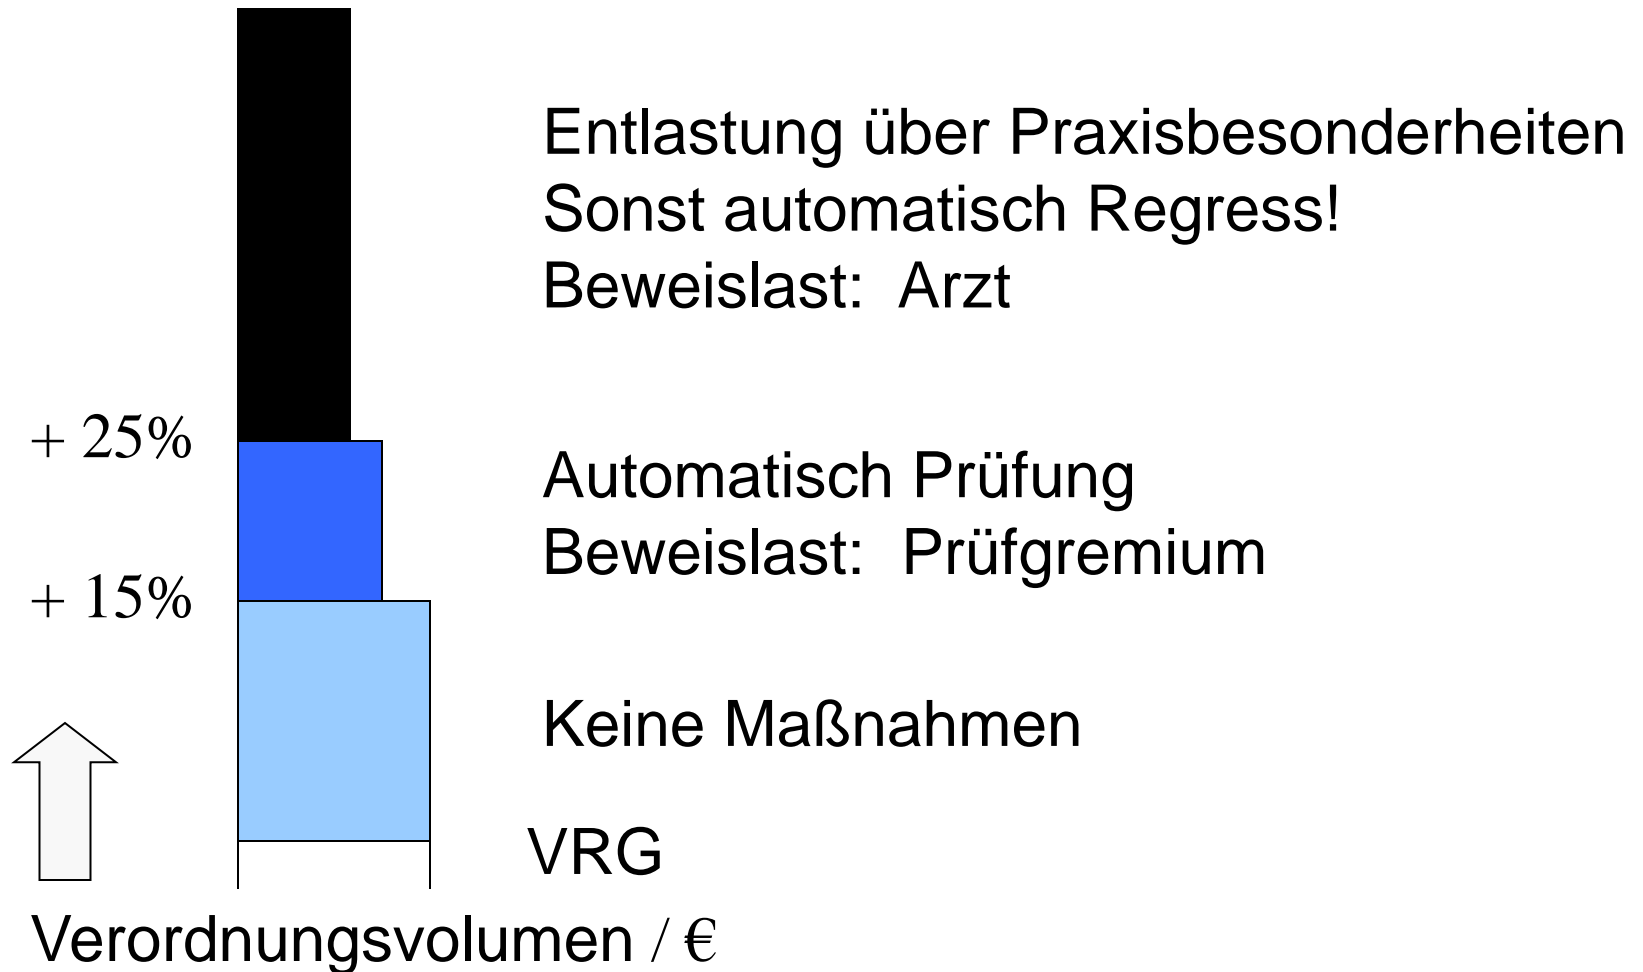 Entlastung über Praxisbesonderheiten
Sonst automatisch Regress!
Beweislast: Arzt
+ 25%
Automatisch Prüfung
Beweislast: Prüfgremium
+ 15%
Keine Maßnahmen
VRG
Verordnungsvolumen / €